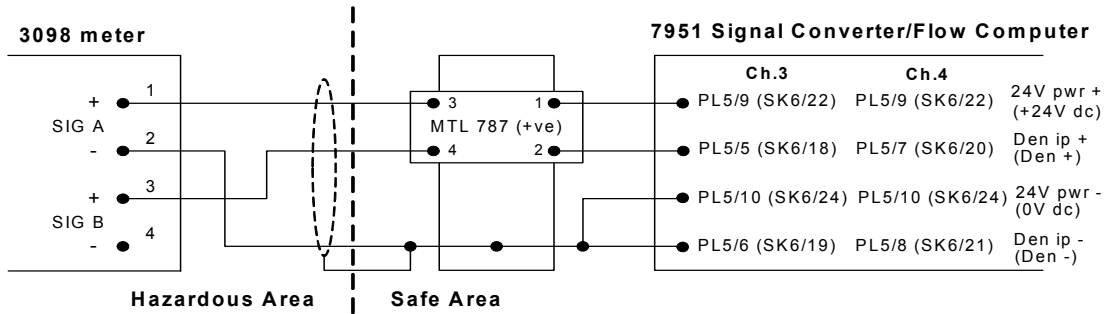 3098 meter
7951 Signal Converter/Flow Computer
Ch.3 Ch.4
+ 1
SIG A
- 2
+ 3
SIG B
- 4
3 1
MTL 787 (+ve)
4 2
PL5/9 (SK6/22) PL5/9 (SK6/22) 24V pwr +
(+24V dc)
PL5/5 (SK6/18) PL5/7 (SK6/20) Den ip +
(Den +)
PL5/10 (SK6/24) PL5/10 (SK6/24) 24V pwr -
(0V dc)
PL5/6 (SK6/19) PL5/8 (SK6/21) Den ip -
(Den -)
Hazardous Area Safe Area